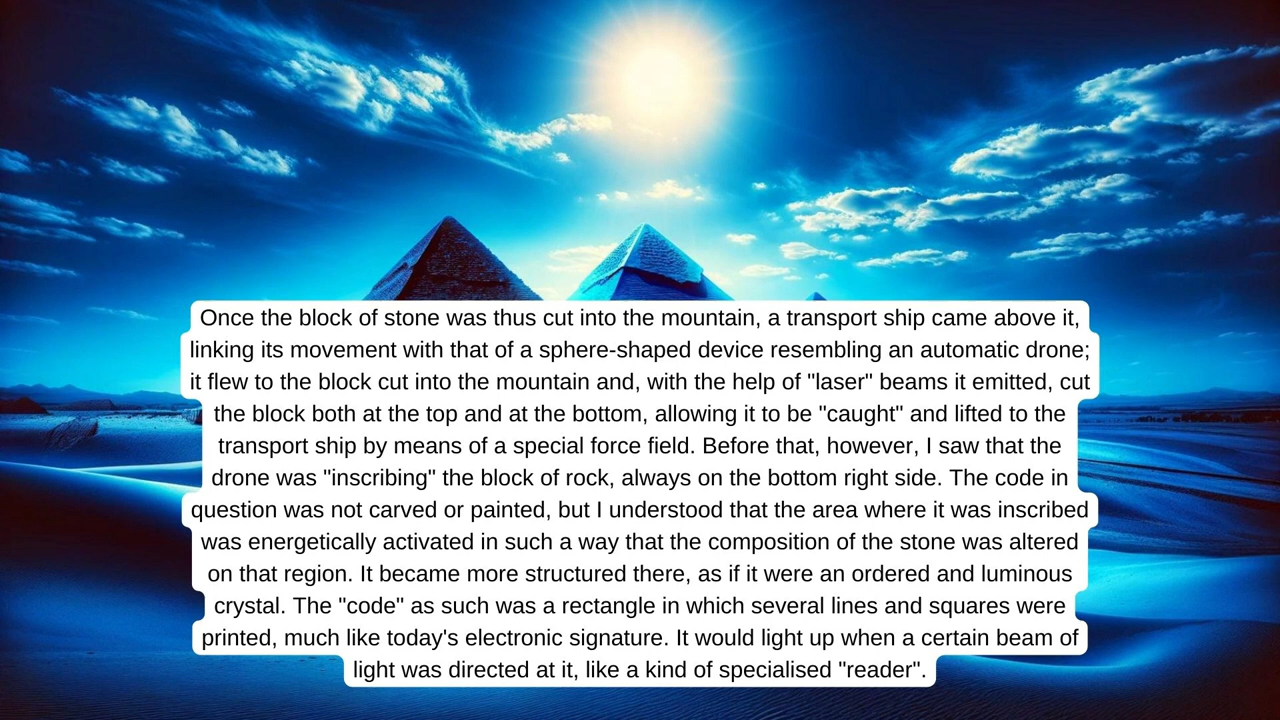 Once the block of stone was thus cut into the mountain, a transport ship came above it,
linking its movement with that of a sphere-shaped device resembling an automatic drone;
it flew to the block cut into the mountain and, with the help of "laser" beams it emitted, cut
the block both at the top and at the bottom, allowing it to be "caught" and lifted to the
transport ship by means of a special force field. Before that, however, I saw that the
drone was "inscribing" the block of rock, always on the bottom right side. The code in
question was not carved or painted, but I understood that the area where it was inscribed
was energetically activated in such a way that the composition of the stone was altered
on that region. It became more structured there, as if it were an ordered and luminous
crystal. The "code" as such was a rectangle in which several lines and squares were
printed, much like today's electronic signature. It would light up when a certain beam of
light was directed at it, like a kind of specialised "reader".